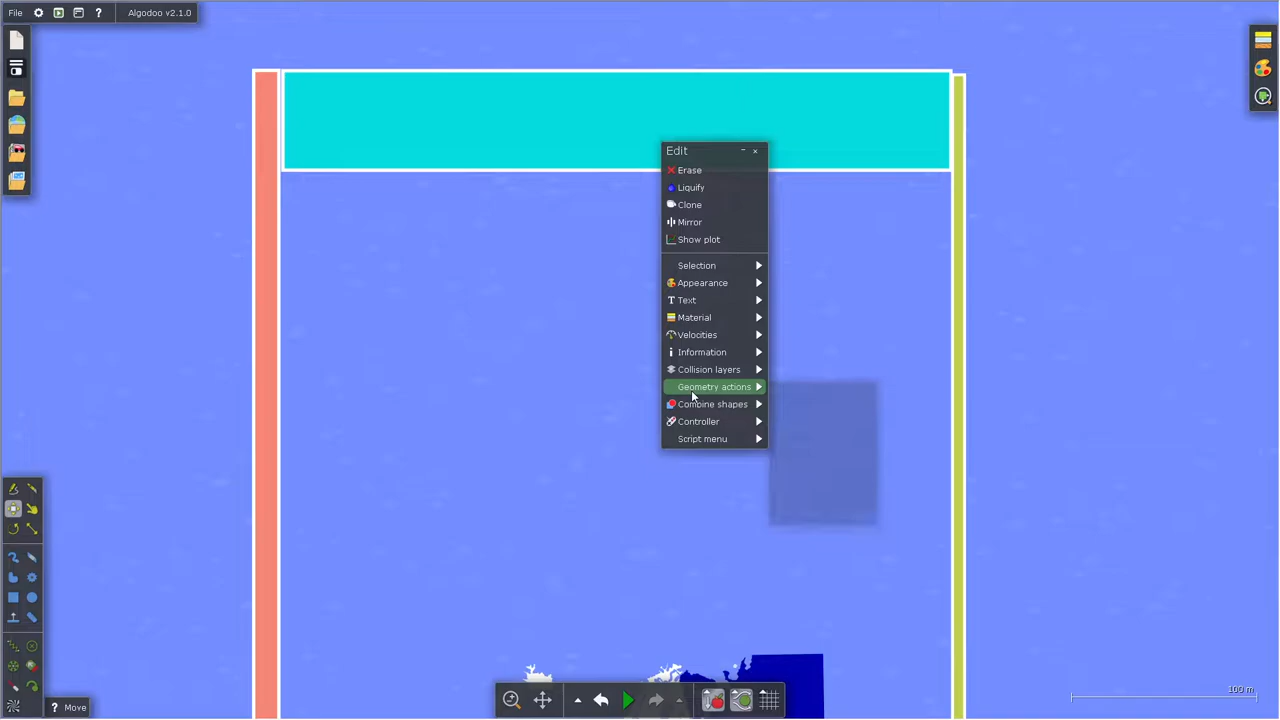 File ? Algodoo v2.1.0
Edit
Erase
Liquify
Clone
Mirror
Show plot
Selection
Appearance
T Text
Material
Velocities
i Information
Collision layers
Geometry actions
Combine shapes
Controller
Script menu
100 m
? Move